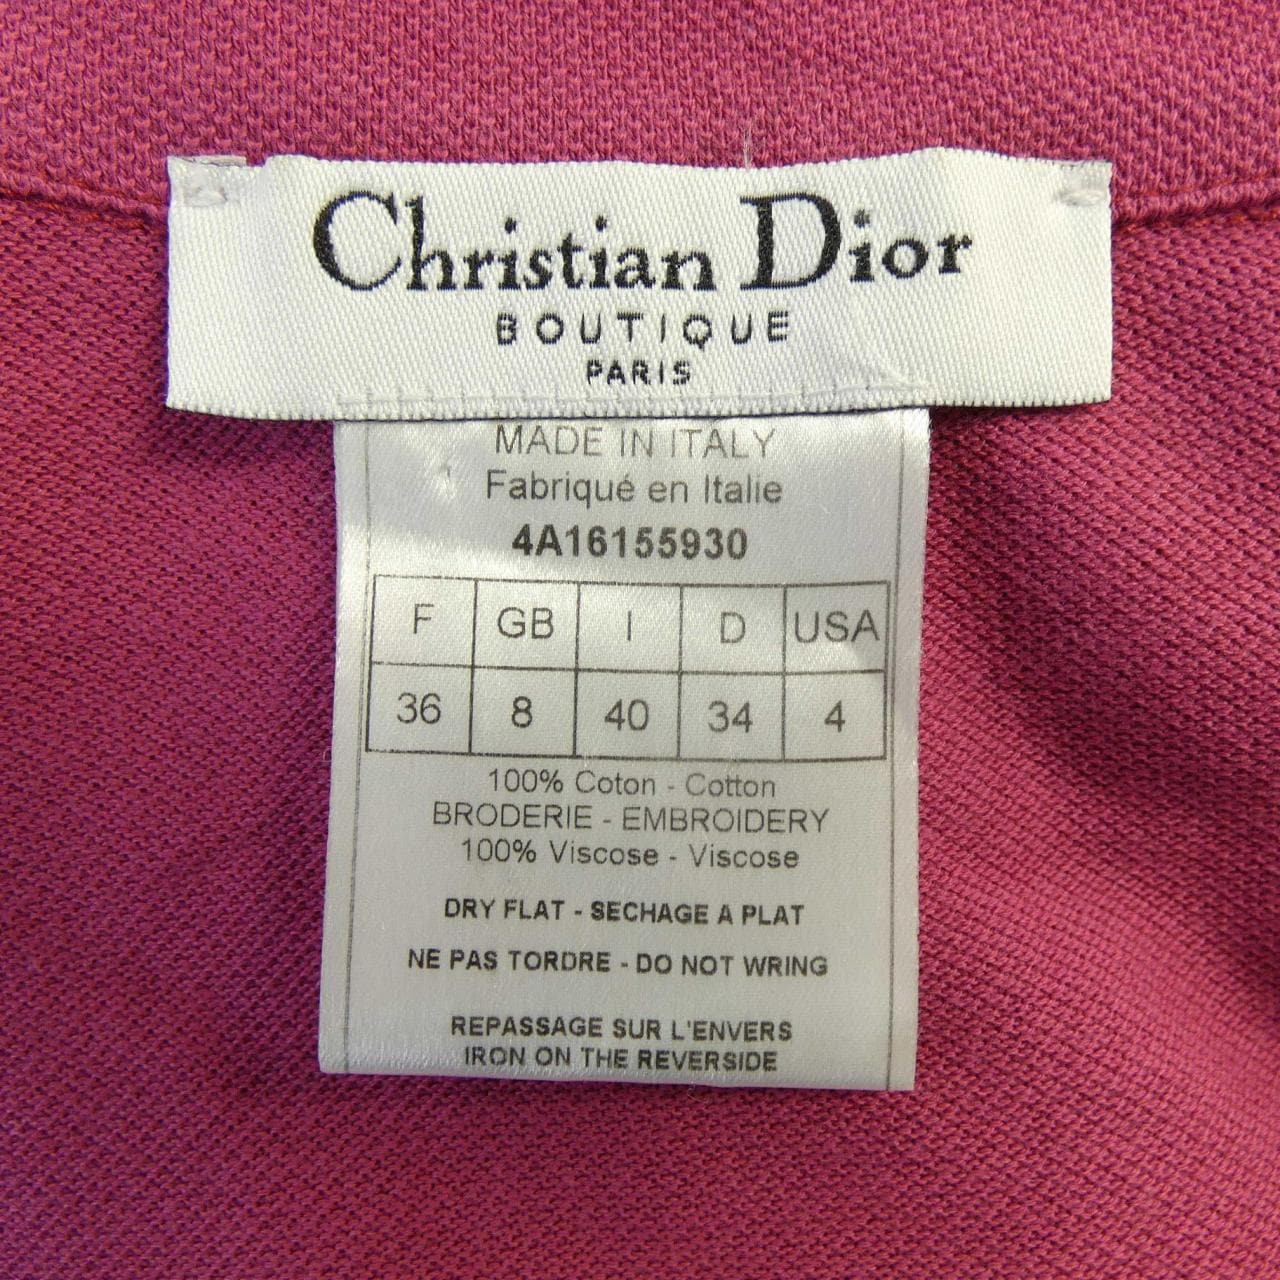 Christian Dior
BOUTIQUE
PARIS
MADE IN ITALY
Fabriqué en Italie
4A16155930
F GB I D USA
36 8 40 34 4
100% Coton - Cotton
BRODERIE - EMBROIDERY
100% Viscose - Viscose
DRY FLAT - SECHAGE A PLAT
NE PAS TORDRE - DO NOT WRING
REPASSAGE SUR L'ENVERS
IRON ON THE REVERSIDE